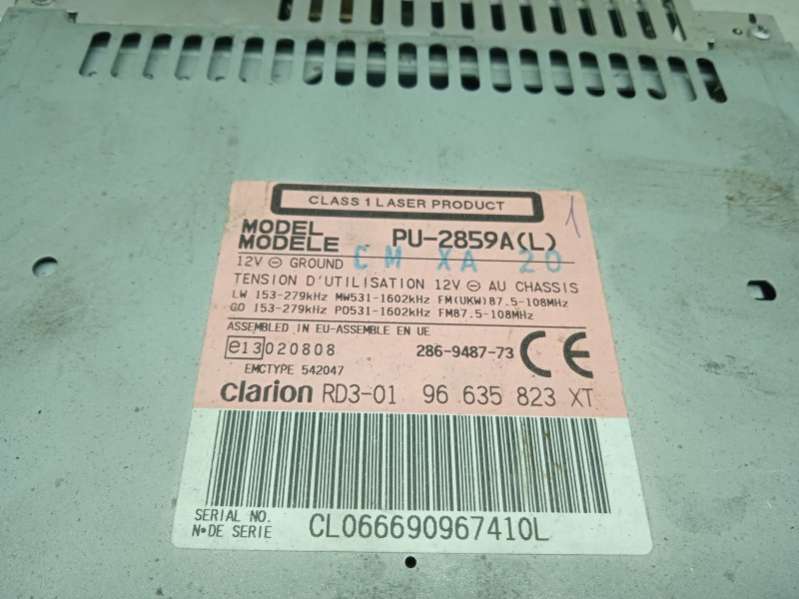 CLASS 1 LASER PRODUCT
1
MODEL
MODELE PU-2859A(L)
CM XA 20
12V ⊖ GROUND
TENSION D'UTILISATION 12V ⊖ AU CHASSIS
LW 153-279kHz MW531-1602kHz FM(UKW)87.5-108MHz
GO 153-279kHz PO531-1602kHz FM87.5-108MHz
ASSEMBLED IN EU-ASSEMBLE EN UE
e13 020808 286-9487-73 CE
EMCTYPE 542047
clarion RD3-01 96 635 823 XT
SERIAL NO.
N•DE SERIE CL066690967410L